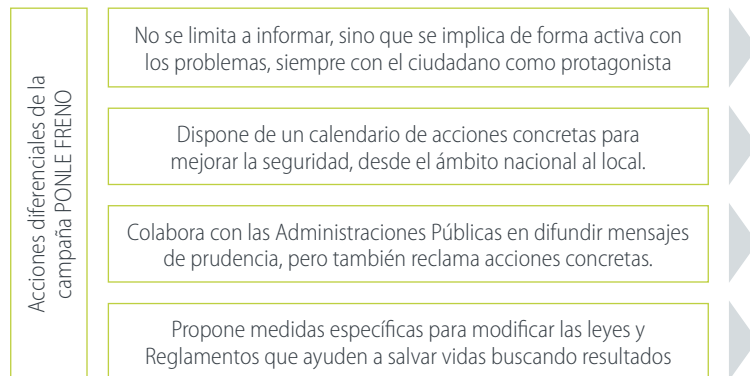 Acciones diferenciales de la
campaña PONLE FRENO
No se limita a informar, sino que se implica de forma activa con
los problemas, siempre con el ciudadano como protagonista
Dispone de un calendario de acciones concretas para
mejorar la seguridad, desde el ámbito nacional al local.
Colabora con las Administraciones Públicas en difundir mensajes
de prudencia, pero también reclama acciones concretas.
Propone medidas específicas para modificar las leyes y
Reglamentos que ayuden a salvar vidas buscando resultados